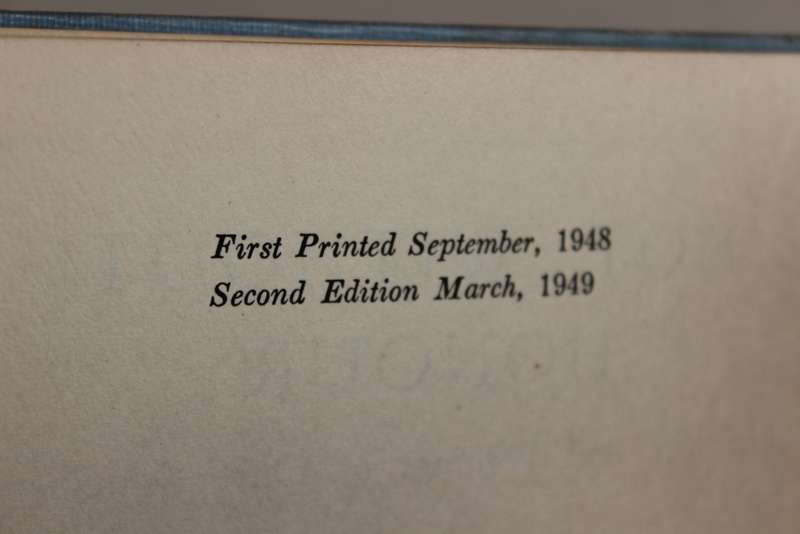 First Printed September, 1948
Second Edition March, 1949